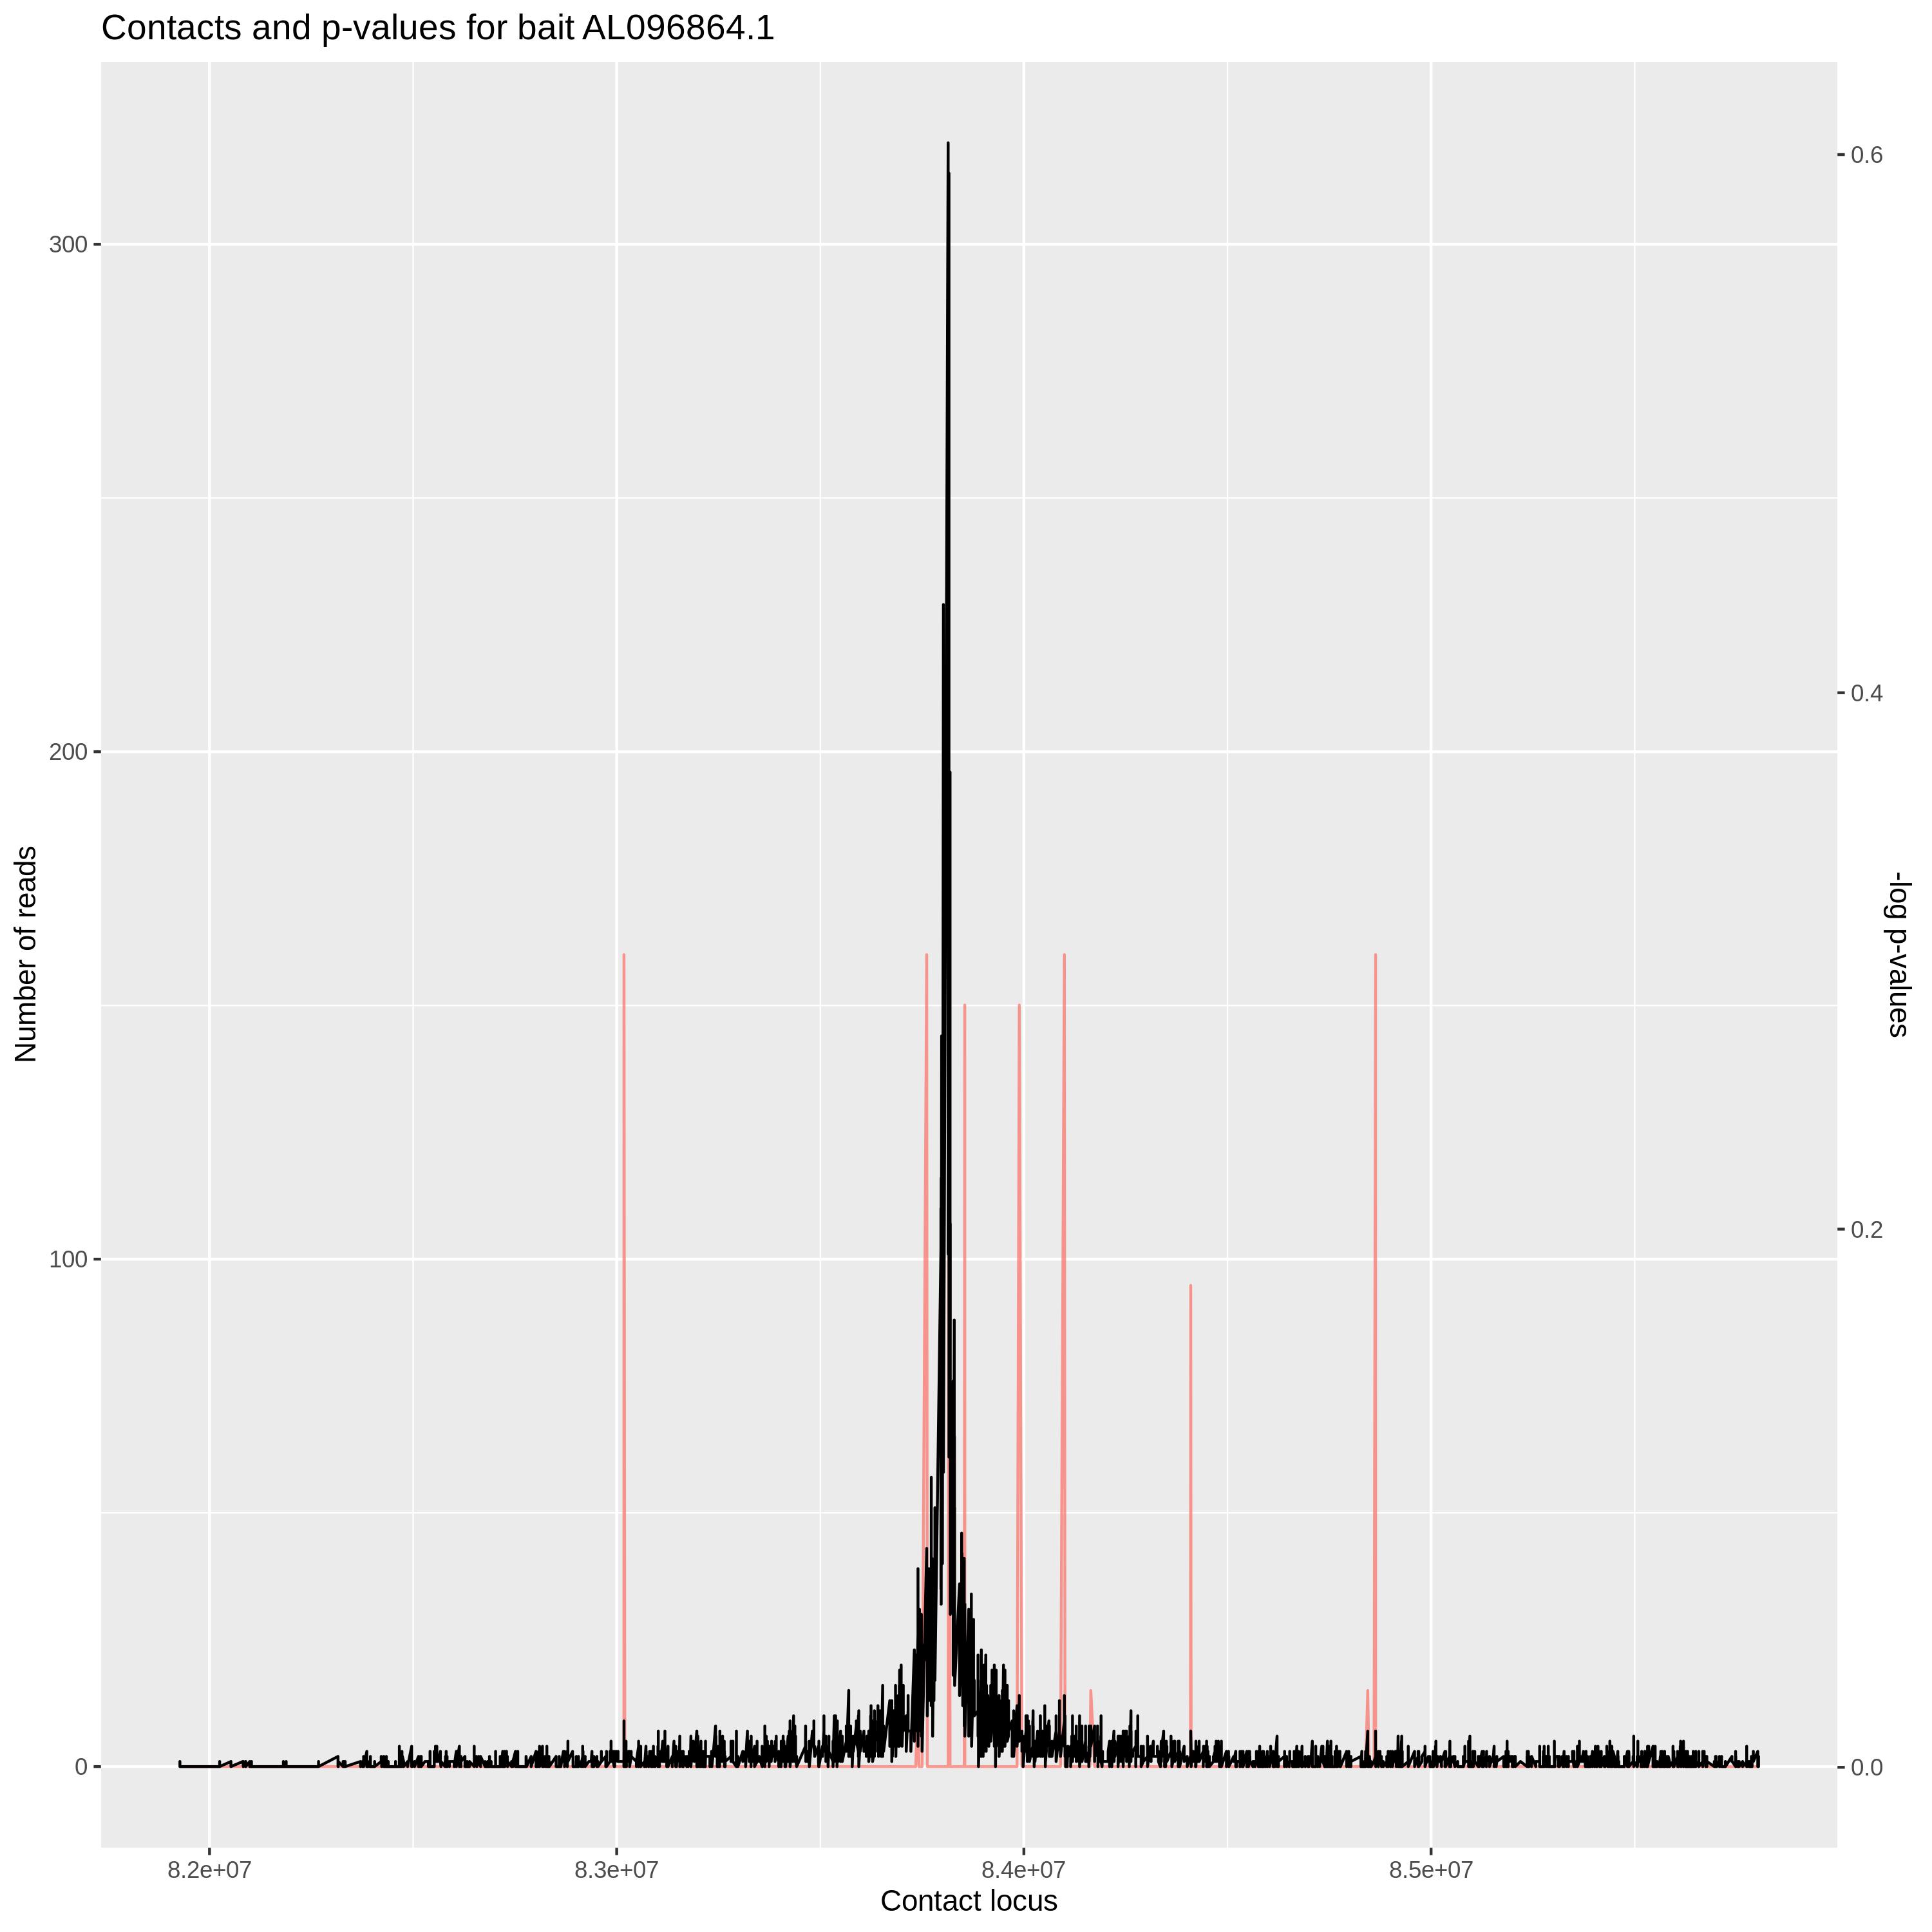 Contacts and p-values for bait AL096864.1
300
200
100
0
Number of reads
0.6
0.4
0.2
0.0
-log p-values
8.2e+07 8.3e+07 8.4e+07 8.5e+07
Contact locus